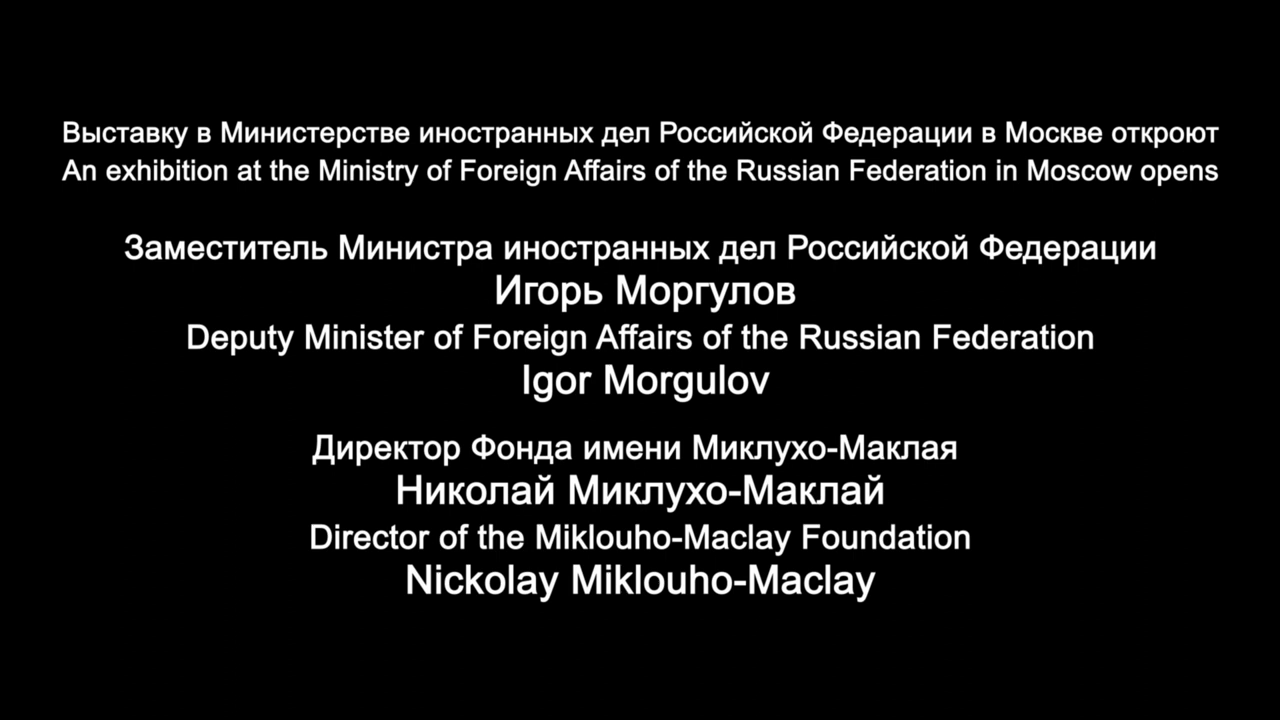 Выставку в Министерстве иностранных дел Российской Федерации в Москве откроют
An exhibition at the Ministry of Foreign Affairs of the Russian Federation in Moscow opens
Заместитель Министра иностранных дел Российской Федерации
Игорь Моргулов
Deputy Minister of Foreign Affairs of the Russian Federation
Igor Morgulov
Директор Фонда имени Миклухо-Маклая
Николай Миклухо-Маклай
Director of the Miklouho-Maclay Foundation
Nickolay Miklouho-Maclay